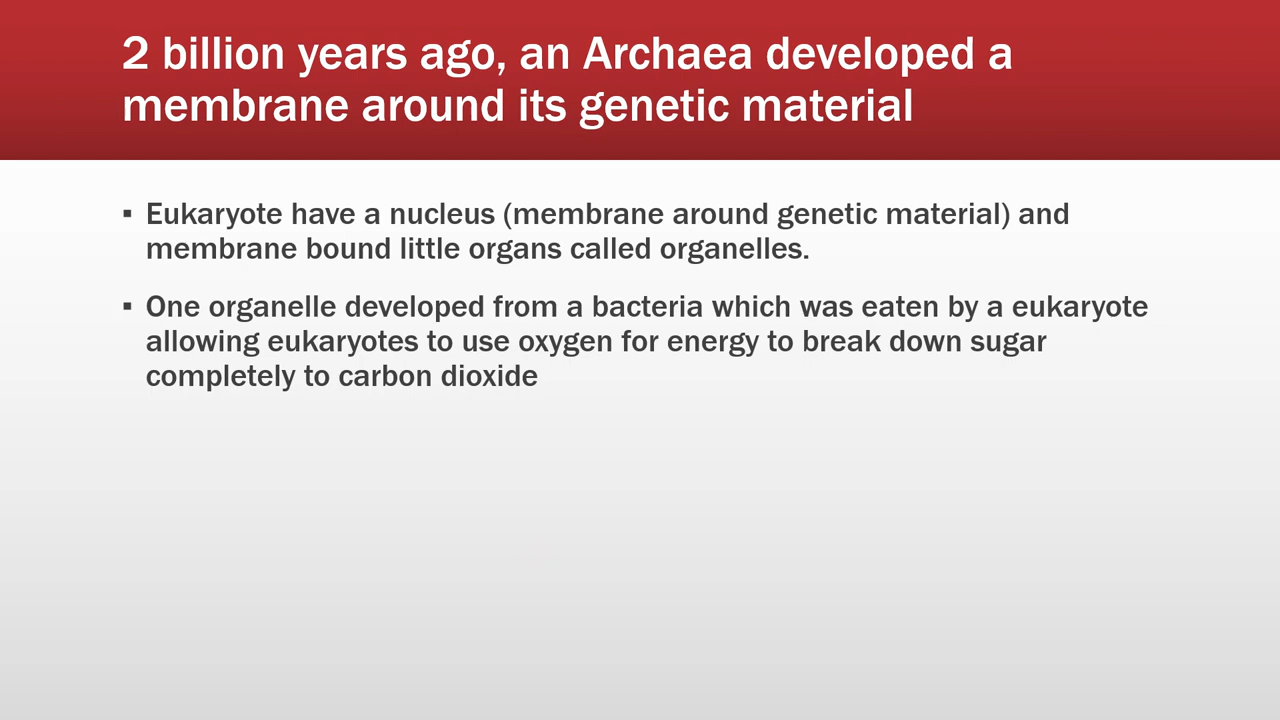 2 billion years ago, an Archaea developed a
membrane around its genetic material
▪ Eukaryote have a nucleus (membrane around genetic material) and
membrane bound little organs called organelles.
▪ One organelle developed from a bacteria which was eaten by a eukaryote
allowing eukaryotes to use oxygen for energy to break down sugar
completely to carbon dioxide